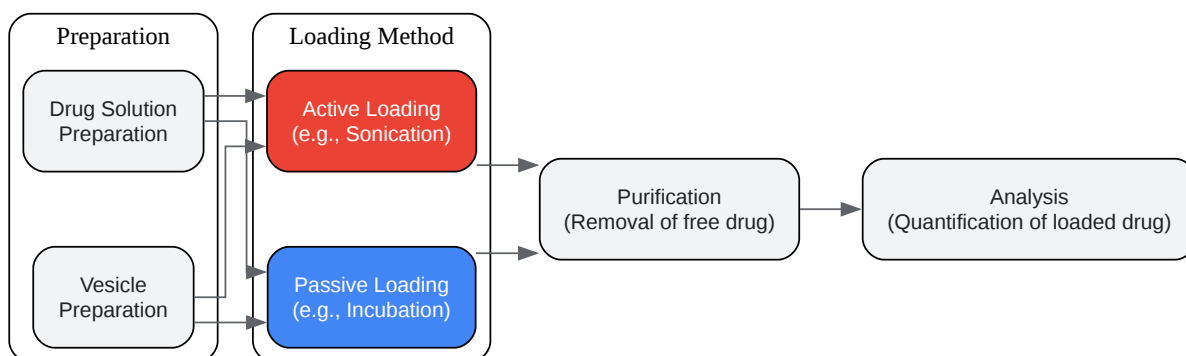 Preparation
Drug Solution
Preparation
Vesicle
Preparation
Loading Method
Active Loading
(e.g., Sonication)
Passive Loading
(e.g., Incubation)
Purification
(Removal of free drug)
Analysis
(Quantification of loaded drug)